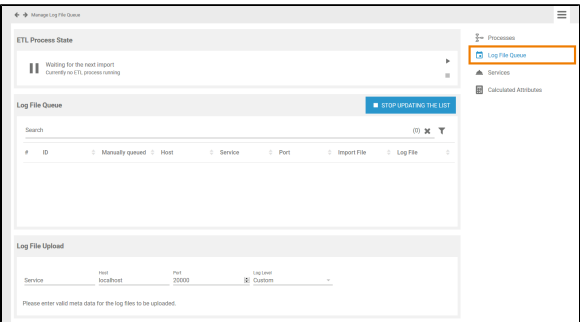 Manage Log File Queue
ETL Process State
Waiting for the next import
Currently no ETL process running
Log File Queue
STOP UPDATING THE LIST
Search
(0)
# ID Manually queued Host Service Port Import File Log File
Log File Upload
Host Port Log Level
Service localhost 20000 Custom
Please enter valid meta data for the log files to be uploaded.
Processes
Log File Queue
Services
Calculated Attributes